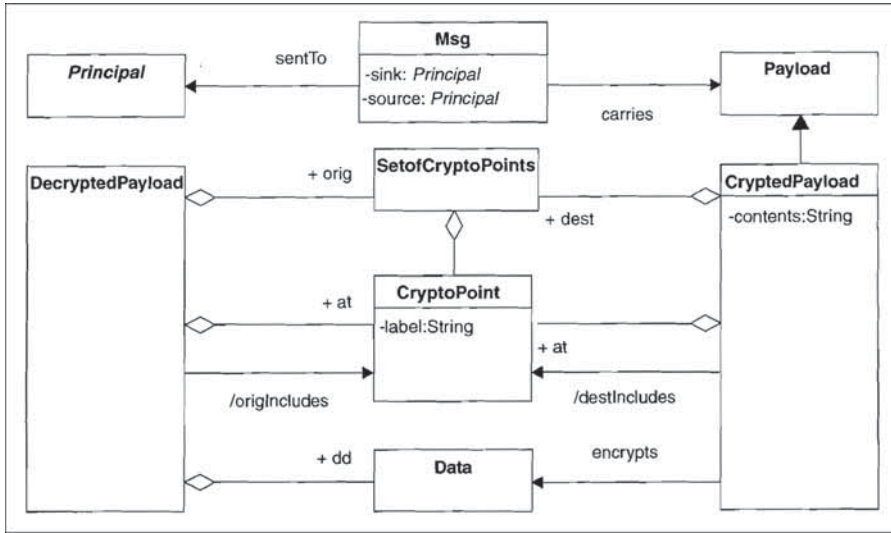 Msg
sentTo
Principal
Payload
-sink: Principal
-source: Principal
carries
SetofCryptoPoints
DecryptedPayload
CryptedPayload
+ orig
-contents:String
+ dest
CryptoPoint
+ at
-label:String
+ at
/origIncludes
/destIncludes
+ dd
Data
encrypts